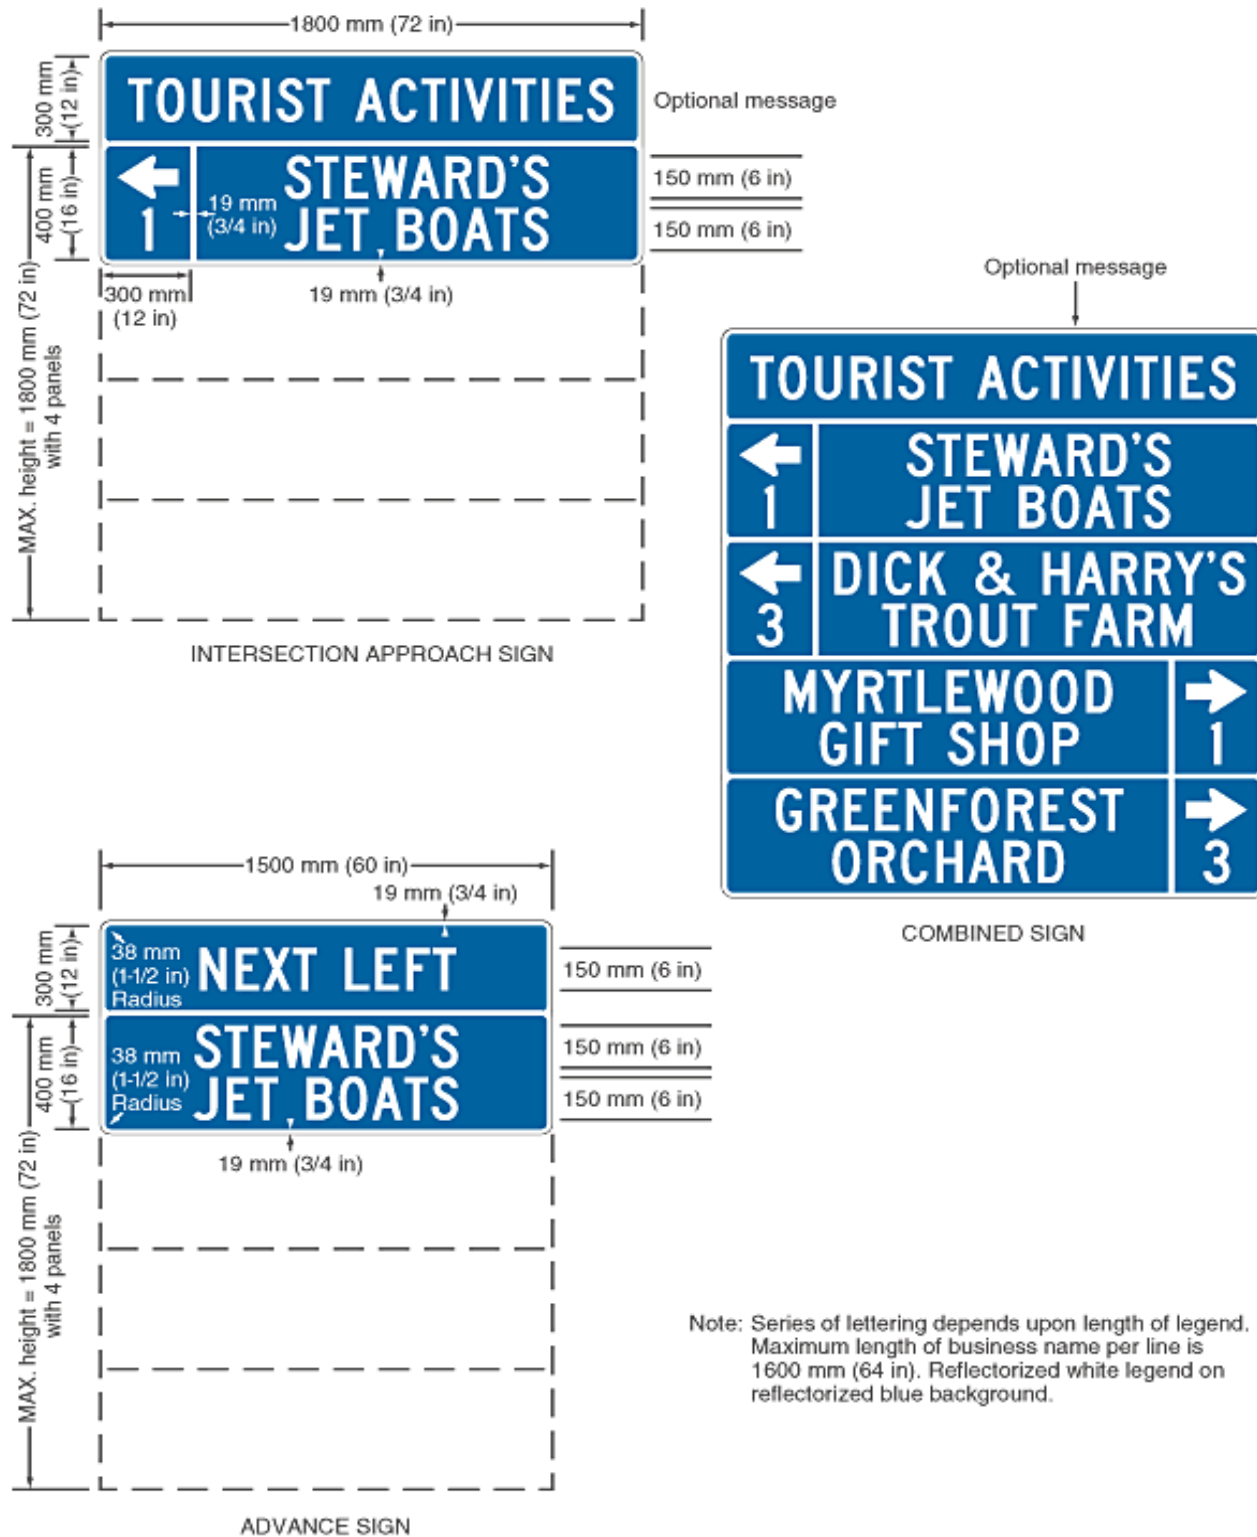 1800 mm (72 in)
300 mm
(12 in)
TOURIST ACTIVITIES
Optional message
MAX. height = 1800 mm (72 in)
with 4 panels
400 mm
(16 in)
1
19 mm
(3/4 in)
STEWARD'S
JET BOATS
150 mm (6 in)
150 mm (6 in)
300 mm
(12 in)
19 mm (3/4 in)
INTERSECTION APPROACH SIGN
Optional message
TOURIST ACTIVITIES
1
STEWARD'S
JET BOATS
3
DICK & HARRY'S
TROUT FARM
MYRTLEWOOD
GIFT SHOP
1
GREENFOREST
ORCHARD
3
COMBINED SIGN
1500 mm (60 in)
19 mm (3/4 in)
300 mm
(12 in)
38 mm
(1-1/2 in)
Radius
NEXT LEFT
150 mm (6 in)
MAX. height = 1800 mm (72 in)
with 4 panels
400 mm
(16 in)
38 mm
(1-1/2 in)
Radius
STEWARD'S
JET BOATS
150 mm (6 in)
150 mm (6 in)
19 mm (3/4 in)
ADVANCE SIGN
Note: Series of lettering depends upon length of legend.
Maximum length of business name per line is
1600 mm (64 in). Reflectorized white legend on
reflectorized blue background.